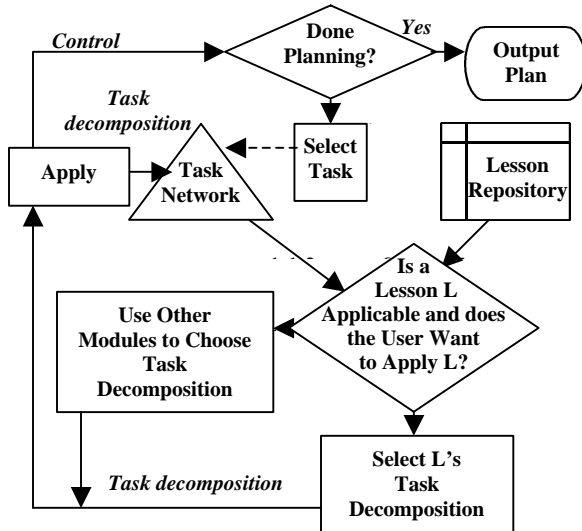 Control
Done
Planning?
Yes
Output
Plan
Task
decomposition
Select
Task
Apply
Task
Network
Lesson
Repository
Is a
Lesson L
Applicable and does
the User Want
to Apply L?
Use Other
Modules to Choose
Task
Decomposition
Task decomposition
Select L's
Task
Decomposition